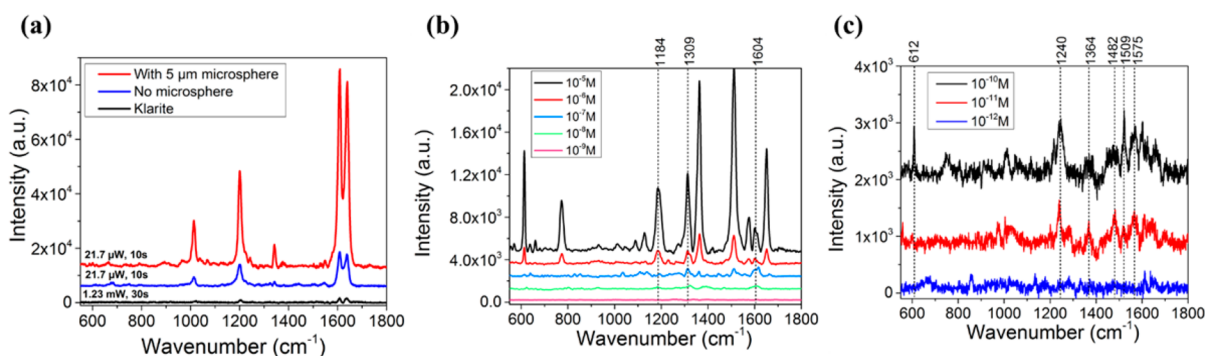 (a)
Intensity (a.u.)
8x10⁴
6x10⁴
4x10⁴
2x10⁴
0
With 5 μm microsphere
No microsphere
Klarite
21.7 μW, 10s
21.7 μW, 10s
1.23 mW, 30s
600 800 1000 1200 1400 1600 1800
Wavenumber (cm⁻¹)
(b)
1184
1309
1604
Intensity (a.u.)
2.0x10⁴
1.6x10⁴
1.2x10⁴
8.0x10³
4.0x10³
0.0
10⁻⁵M
10⁻⁶M
10⁻⁷M
10⁻⁸M
10⁻⁹M
600 800 1000 1200 1400 1600 1800
Wavenumber (cm⁻¹)
(c)
612
1240
1364
1482
1509
1575
Intensity (a.u.)
4x10³
3x10³
2x10³
1x10³
0
10⁻¹⁰M
10⁻¹¹M
10⁻¹²M
600 800 1000 1200 1400 1600 1800
Wavenumber (cm⁻¹)